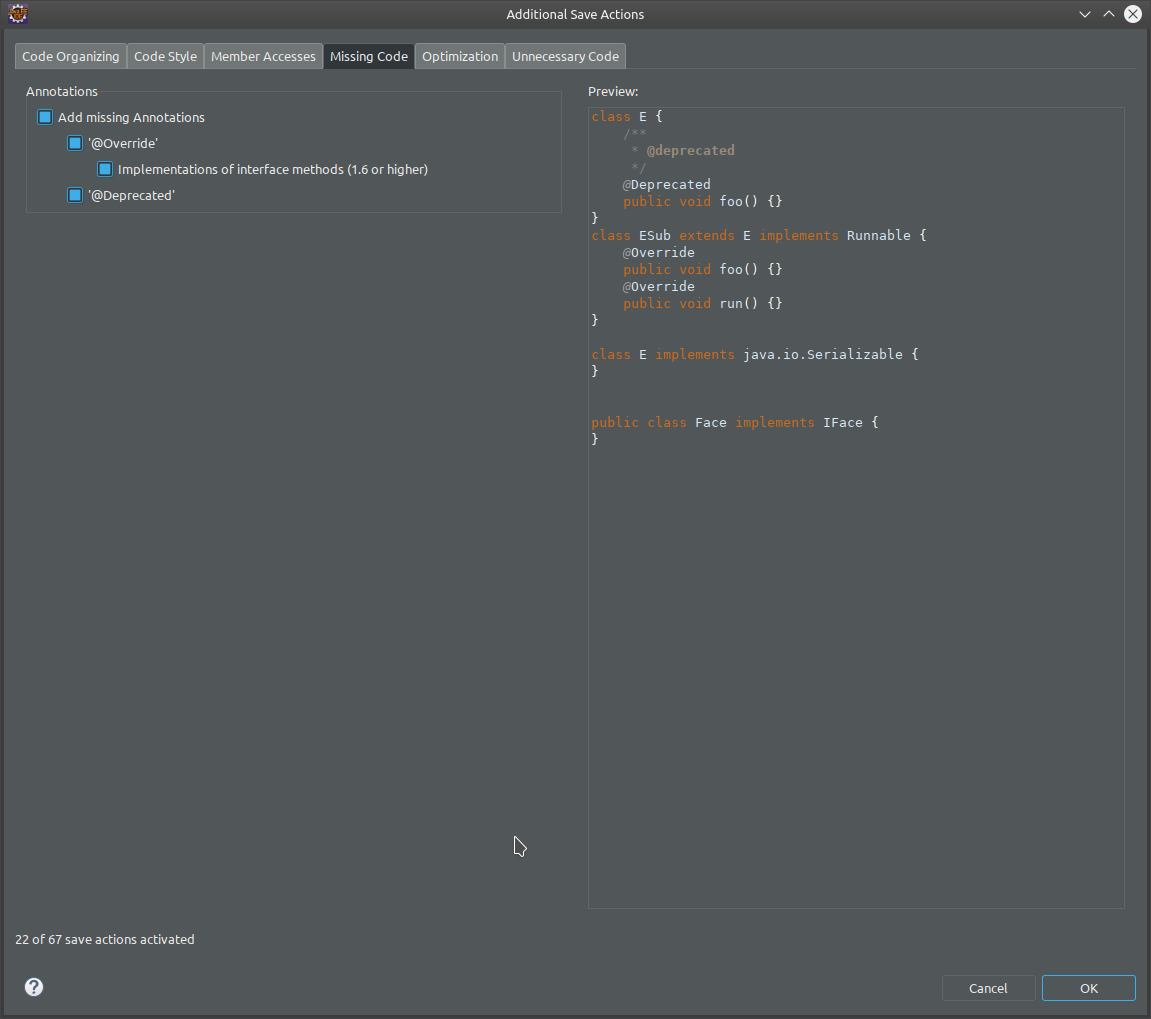 Additional Save Actions
Code Organizing Code Style Member Accesses Missing Code Optimization Unnecessary Code
Annotations
Add missing Annotations
'@Override'
Implementations of interface methods (1.6 or higher)
'@Deprecated'
Preview:
class E {
    /**
     * @deprecated
     */
    @Deprecated
    public void foo() {}
}
class ESub extends E implements Runnable {
    @Override
    public void foo() {}
    @Override
    public void run() {}
}
class E implements java.io.Serializable {
}
public class Face implements IFace {
}
22 of 67 save actions activated
?
Cancel
OK